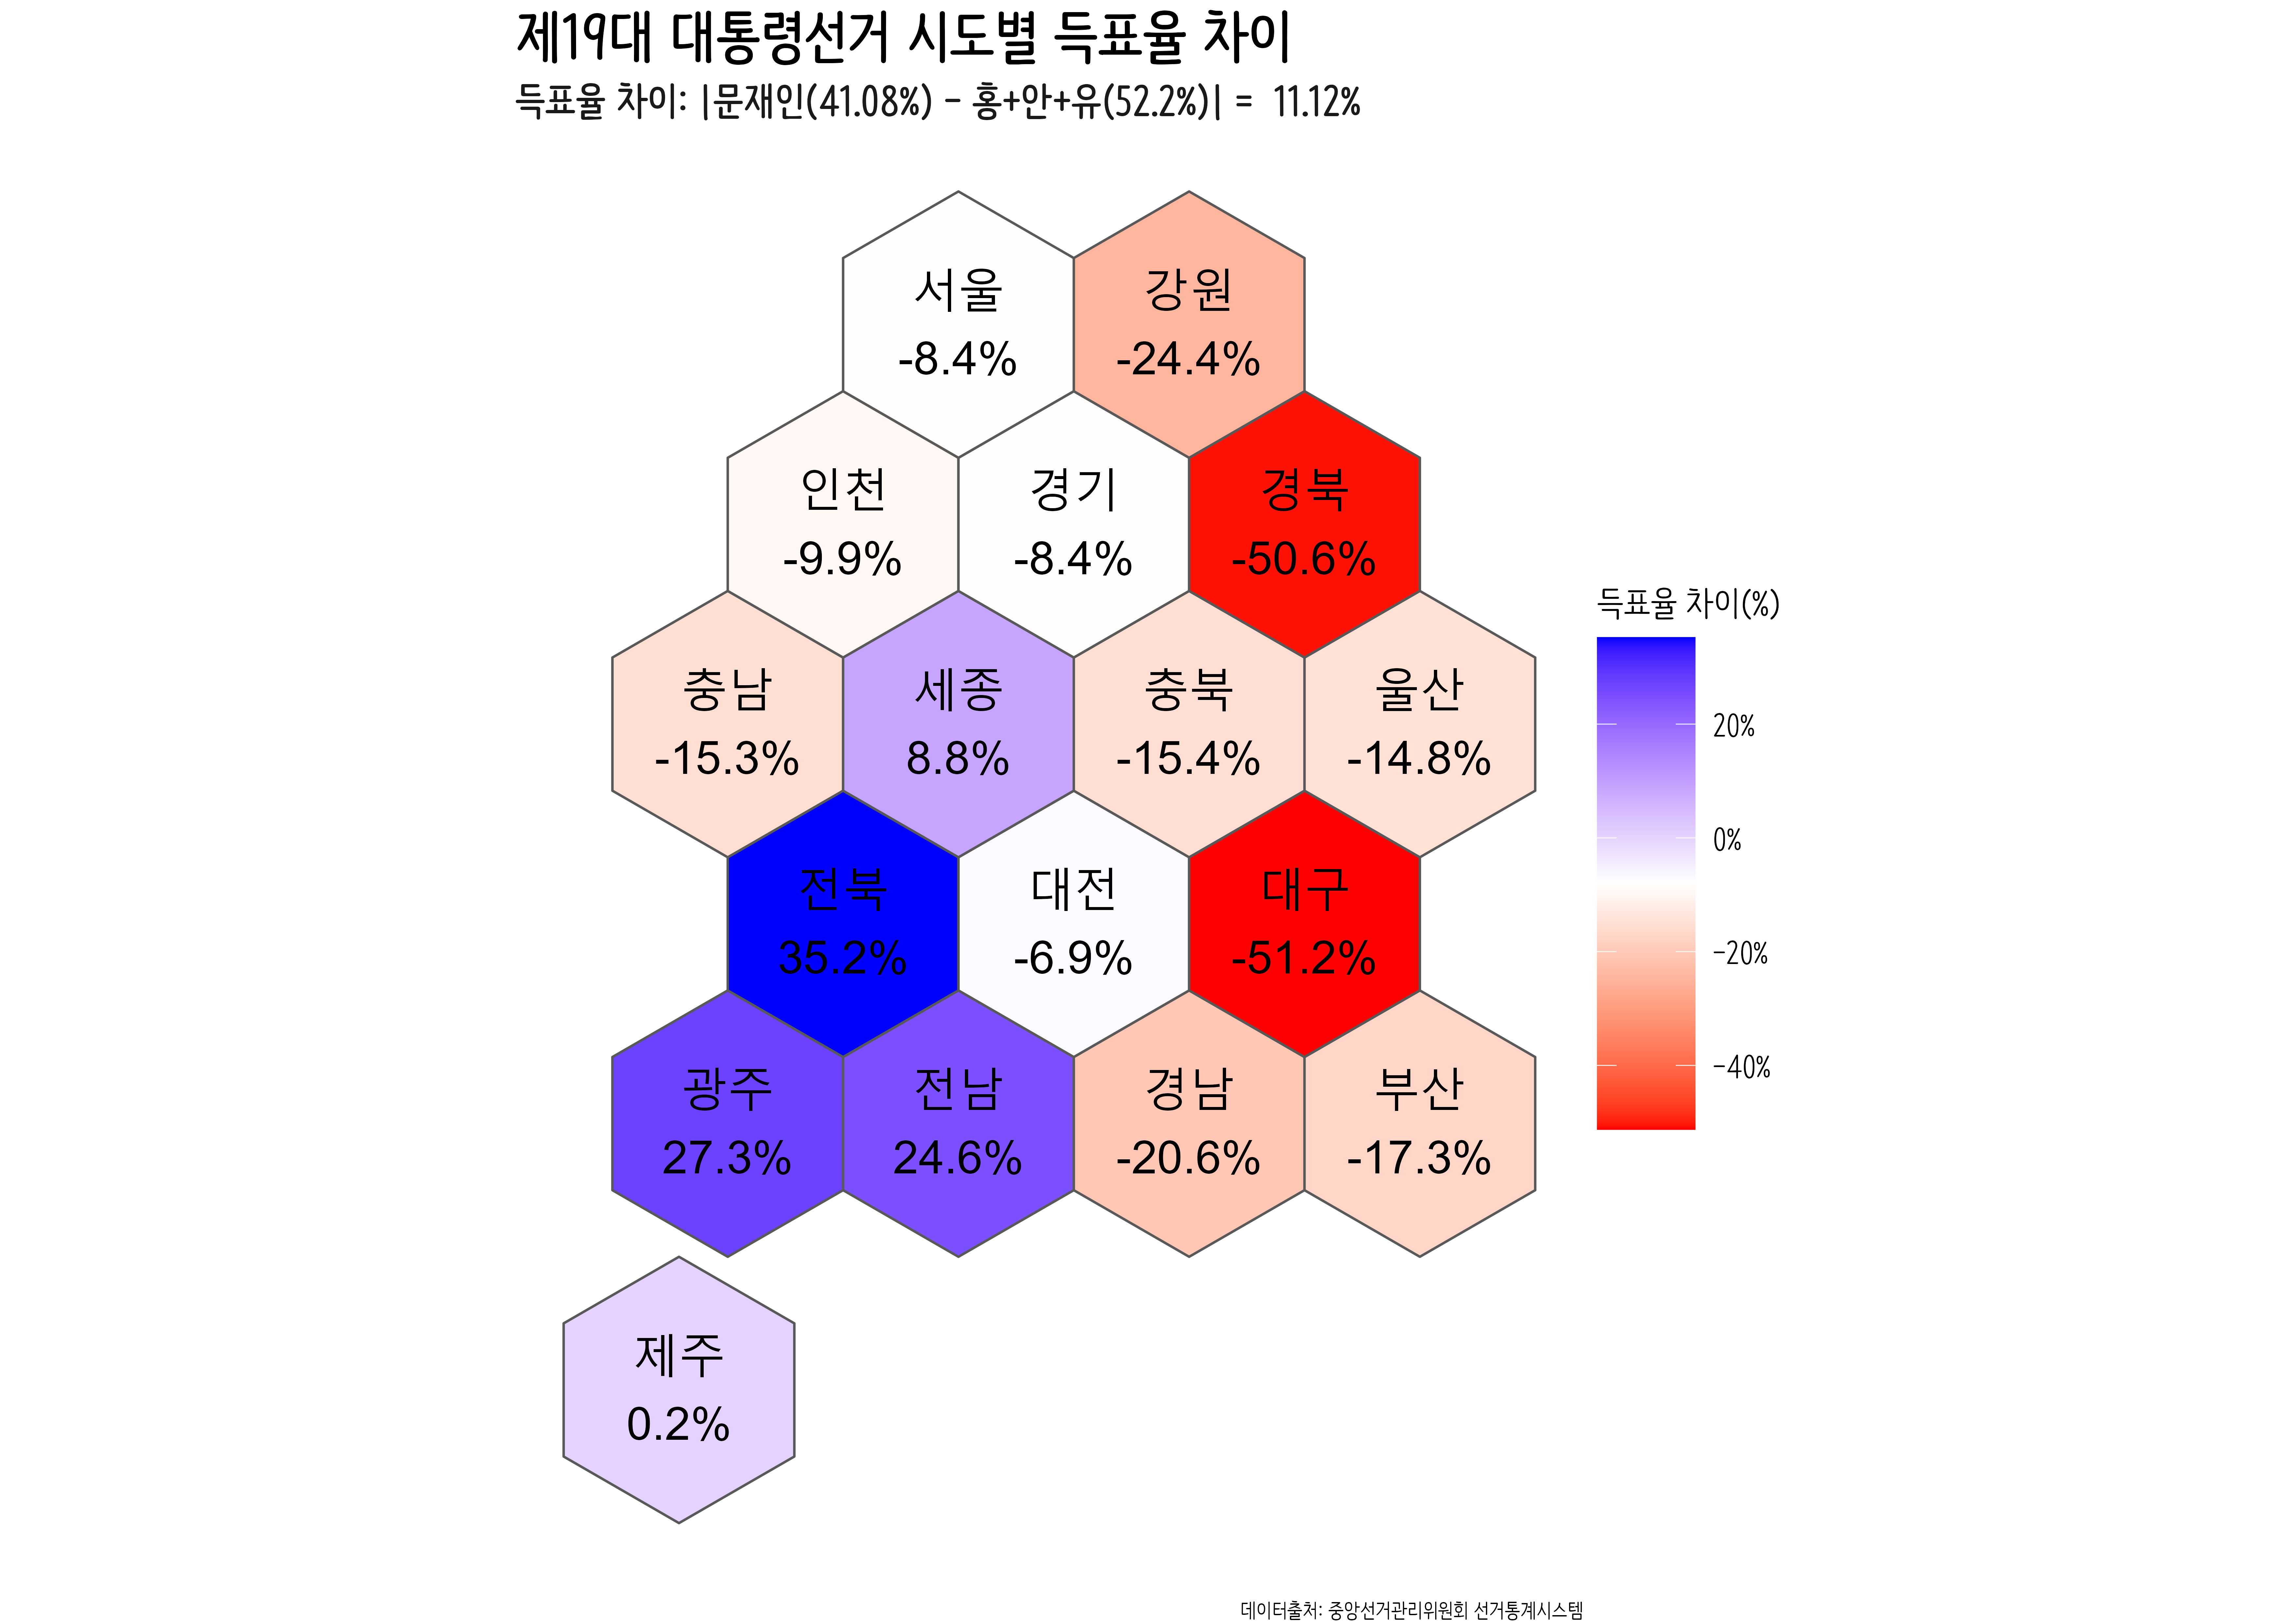 제19대 대통령선거 시도별 득표율 차이
득표율 차이: |문재인(41.08%) - 홍+안+유(52.2%)| = 11.12%
서울
-8.4%
강원
-24.4%
인천
-9.9%
경기
-8.4%
경북
-50.6%
충남
-15.3%
세종
8.8%
충북
-15.4%
울산
-14.8%
전북
35.2%
대전
-6.9%
대구
-51.2%
광주
27.3%
전남
24.6%
경남
-20.6%
부산
-17.3%
제주
0.2%
득표율 차이(%)
20%
0%
-20%
-40%
데이터출처: 중앙선거관리위원회 선거통계시스템